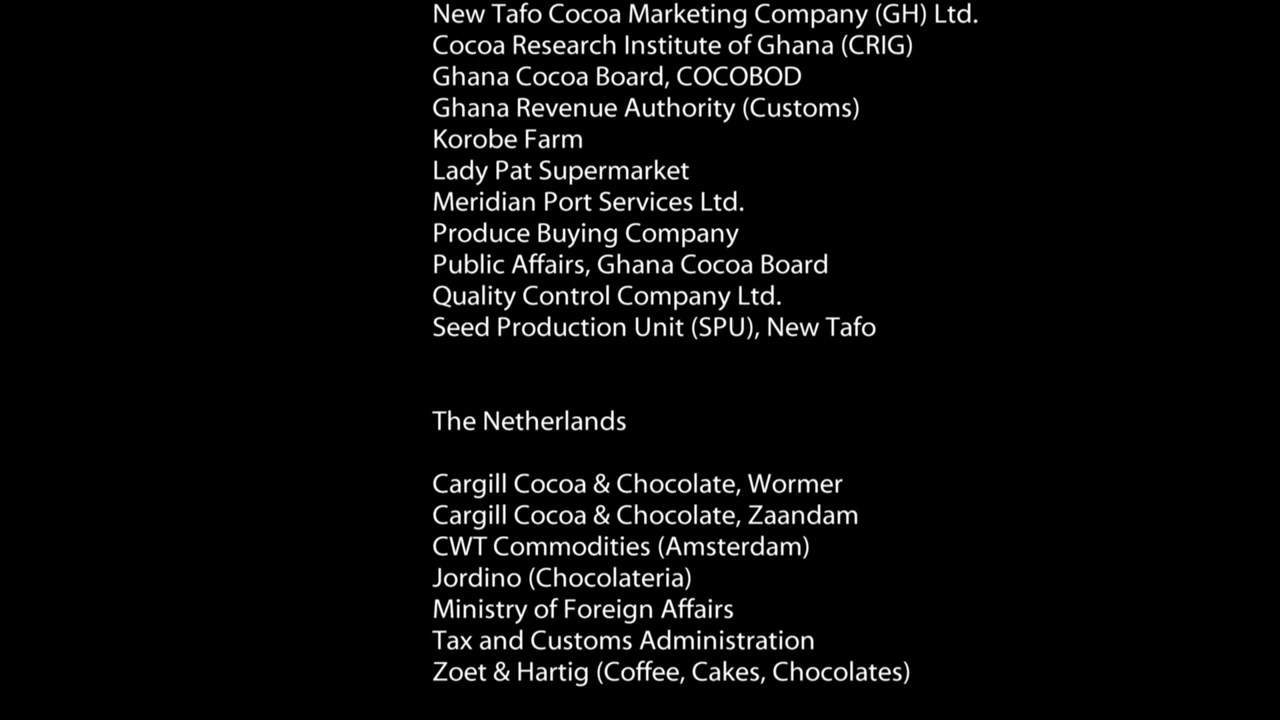 New Tafo Cocoa Marketing Company (GH) Ltd.
Cocoa Research Institute of Ghana (CRIG)
Ghana Cocoa Board, COCOBOD
Ghana Revenue Authority (Customs)
Korobe Farm
Lady Pat Supermarket
Meridian Port Services Ltd.
Produce Buying Company
Public Affairs, Ghana Cocoa Board
Quality Control Company Ltd.
Seed Production Unit (SPU), New Tafo
The Netherlands
Cargill Cocoa & Chocolate, Wormer
Cargill Cocoa & Chocolate, Zaandam
CWT Commodities (Amsterdam)
Jordino (Chocolateria)
Ministry of Foreign Affairs
Tax and Customs Administration
Zoet & Hartig (Coffee, Cakes, Chocolates)